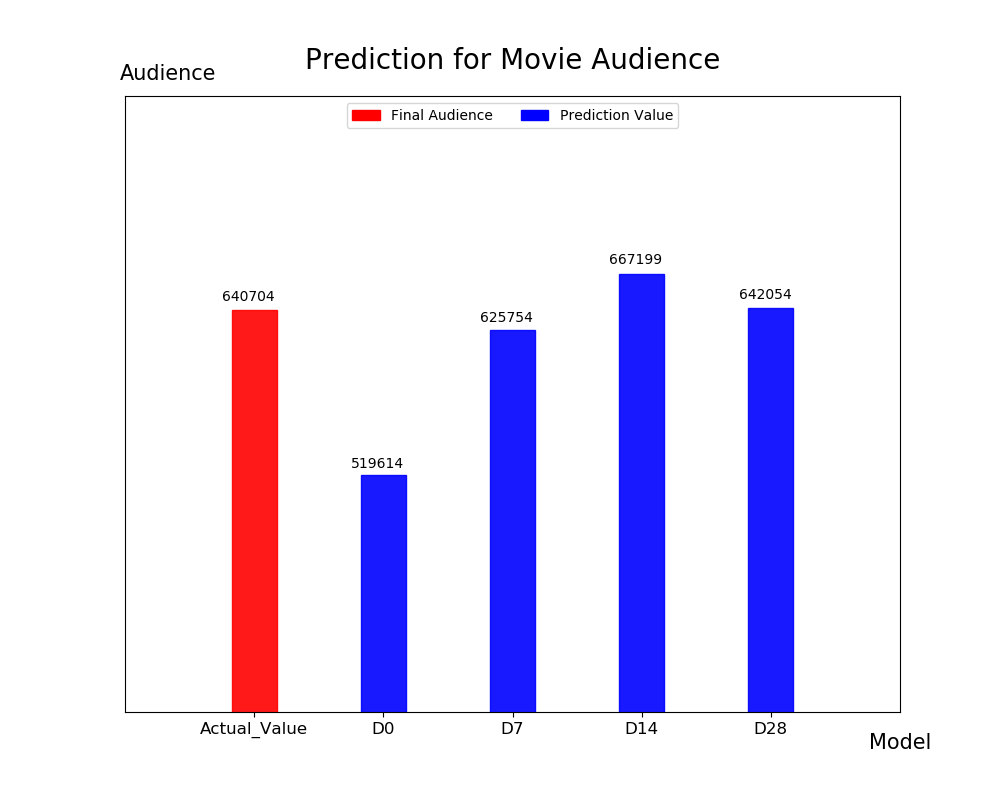 Prediction for Movie Audience
Audience
Final Audience Prediction Value
667199
640704
642054
625754
519614
Actual_Value D0 D7 D14 D28
Model